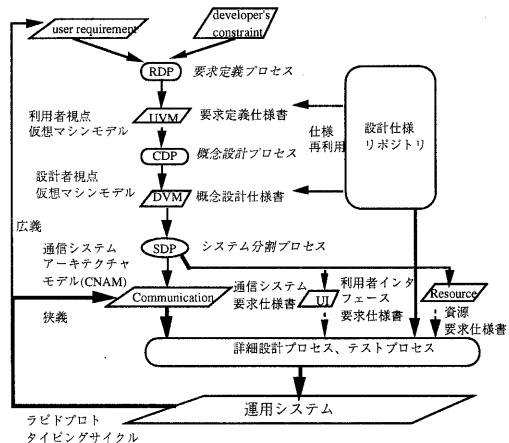 user requirement
developer's
constraint
RDP
要求定義プロセス
利用者視点
仮想マシンモデル
UVM
要求定義仕様書
CDP
概念設計プロセス
設計者視点
仮想マシンモデル
DVM
概念設計仕様書
仕様
再利用
設計仕様
リポジトリ
広義
SDP
システム分割プロセス
通信システム
アーキテクチャ
モデル(CNAM)
Communication
通信システム
要求仕様書
UI
利用者インタ
フェース
要求仕様書
Resource
資源
要求仕様書
狭義
詳細設計プロセス、テストプロセス
運用システム
ラピドプロト
タイピングサイクル